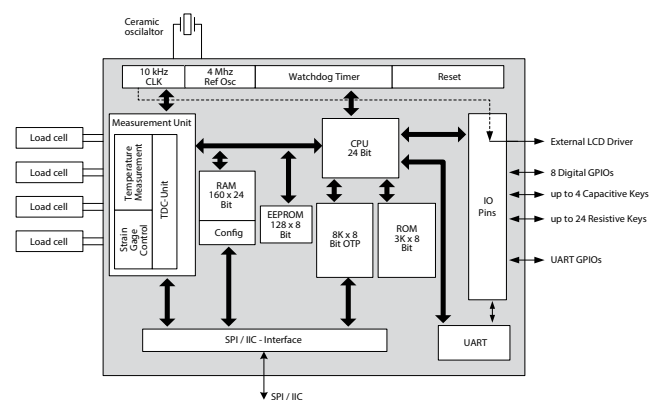 Ceramic
oscilaltor
10 kHz
CLK
4 Mhz
Ref Osc
Watchdog Timer
Reset
Measurement Unit
Load cell
Load cell
Load cell
Load cell
Temperature
Measurement
Strain
Gage
Control
TDC-Unit
CPU
24 Bit
RAM
160 x 24
Bit
Config
EEPROM
128 x 8
Bit
8K x 8
Bit OTP
ROM
3K x 8
Bit
IO
Pins
External LCD Driver
8 Digital GPIOs
up to 4 Capacitive Keys
up to 24 Resistive Keys
UART GPIOs
SPI / IIC - Interface
UART
SPI / IIC